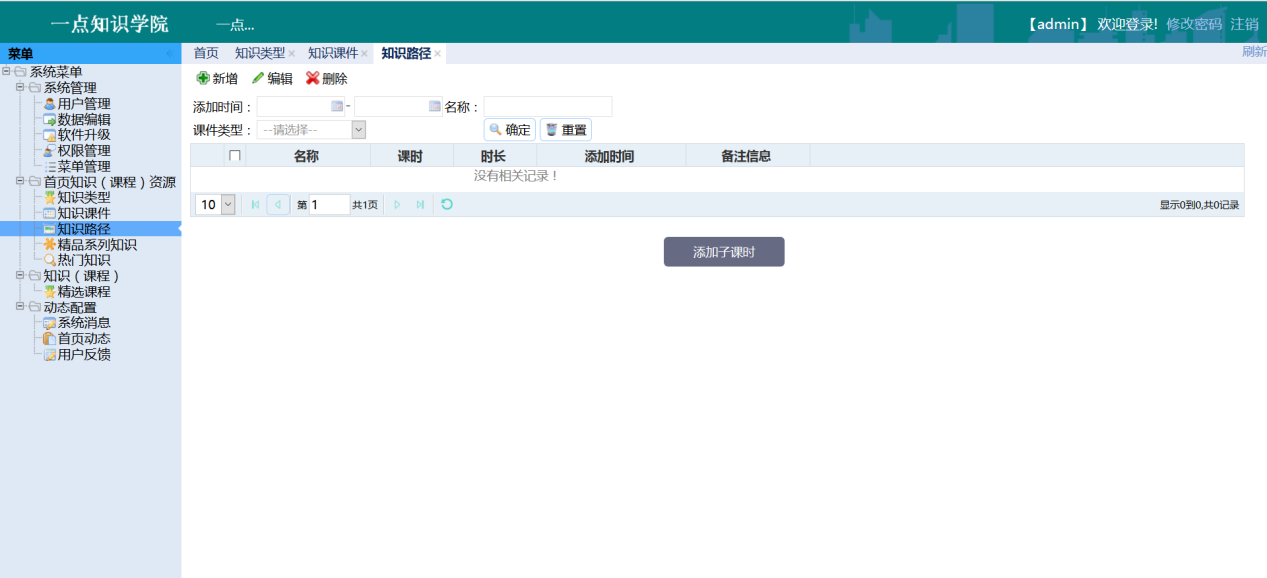 一点知识学院
一点...
【admin】 欢迎登录! 修改密码 注销
菜单
首页 知识类型 知识课件 知识路径
刷新
系统菜单
系统管理
用户管理
数据编辑
软件升级
权限管理
菜单管理
首页知识（课程）资源
知识类型
知识课件
知识路径
精品系列知识
热门知识
知识（课程）
精选课程
动态配置
系统消息
首页动态
用户反馈
新增 编辑 删除
添加时间： - 名称：
课件类型： --请选择-- 确定 重置
名称 课时 时长 添加时间 备注信息
没有相关记录！
10 第 1 共1页 显示0到0,共0记录
添加子课时